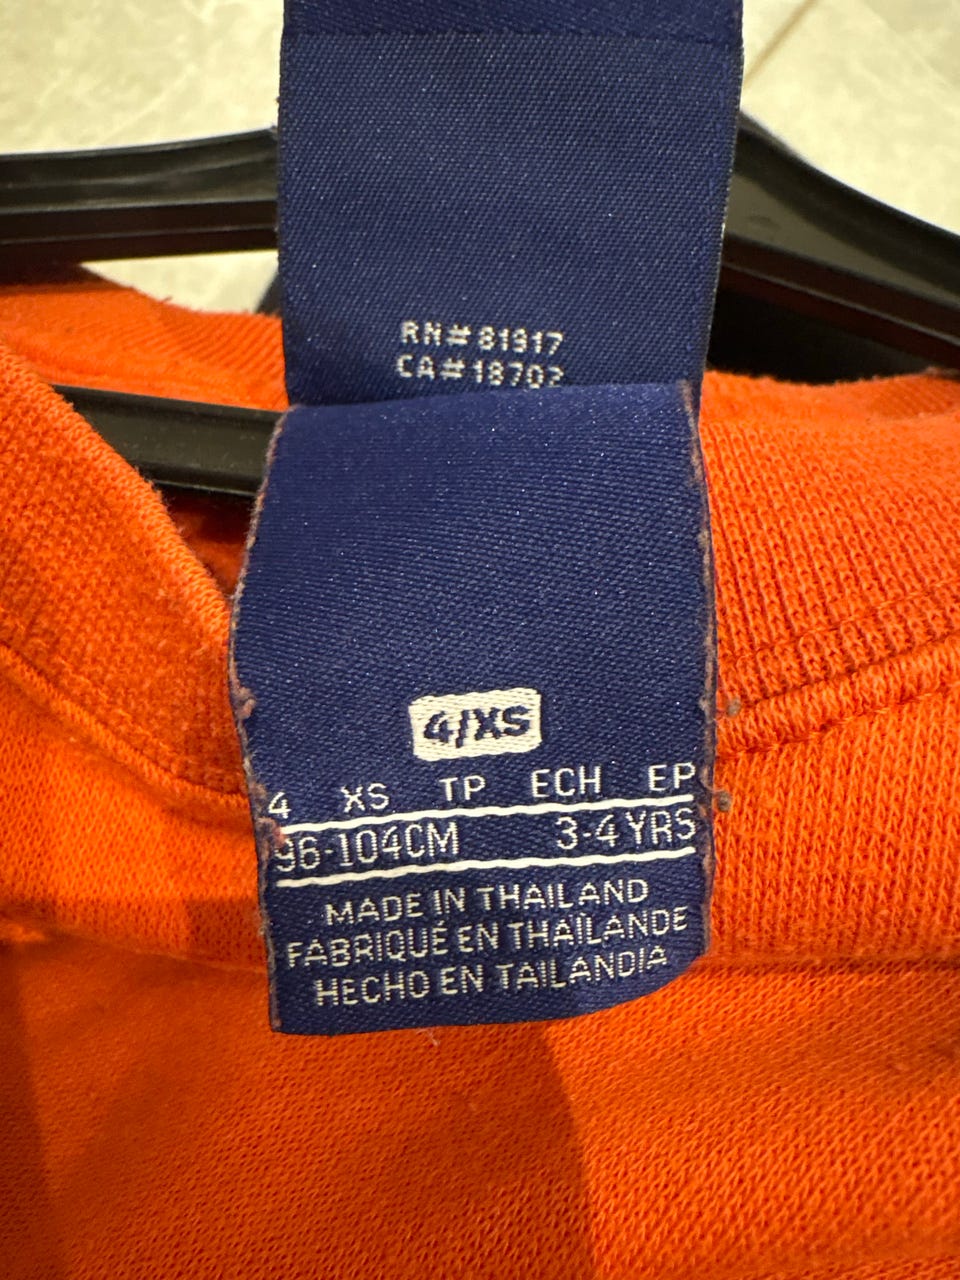 RN# 81917
CA# 18702
4/XS
4 XS TP ECH EP
96-104CM 3-4 YRS
MADE IN THAILAND
FABRIQUÉ EN THAÏLANDE
HECHO EN TAILANDIA